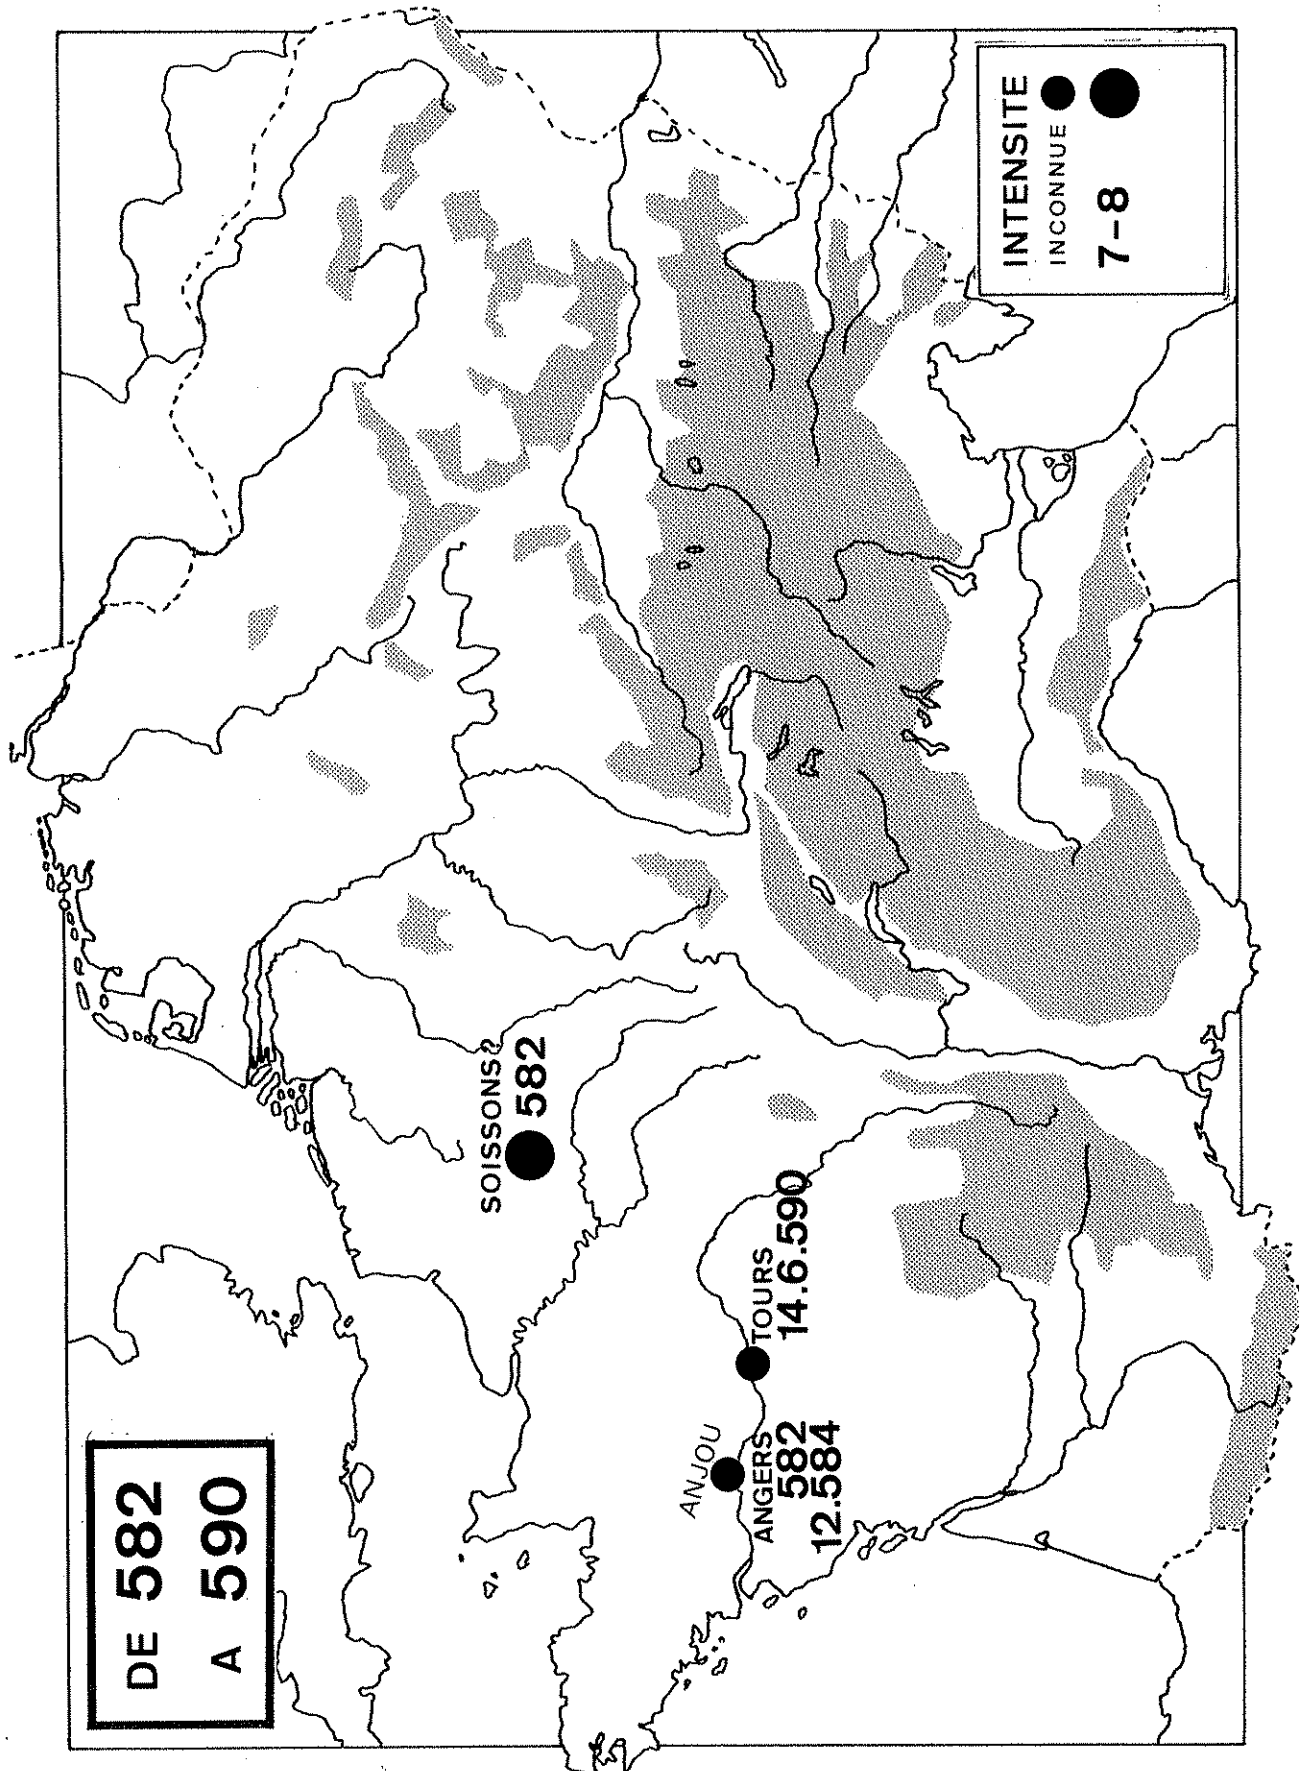 DE 582
A 590
SOISSONS?
582
ANJOU
ANGERS
582
12.584
TOURS
14.6.590
INTENSITE
INCONNUE
7-8